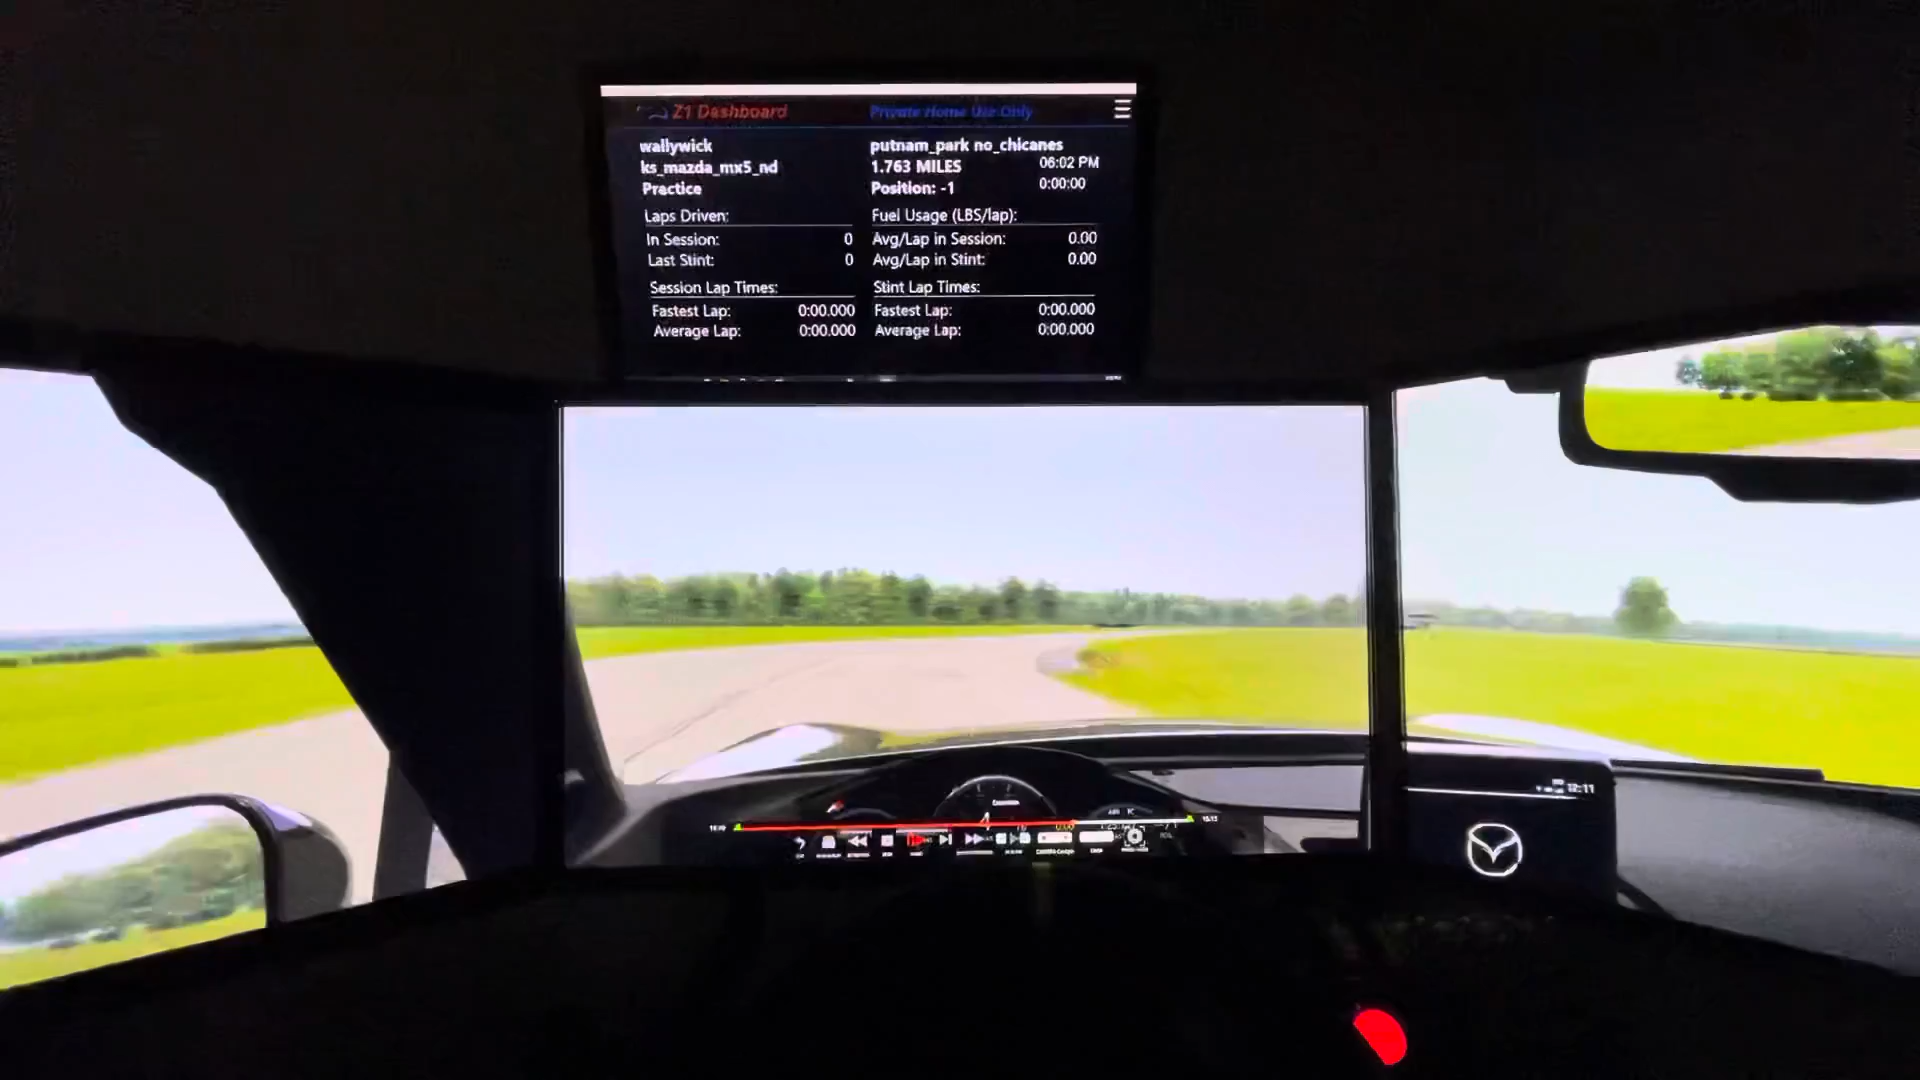 Z1 Dashboard Private Home Use Only
wallywick putnam_park no_chicanes
ks_mazda_mx5_nd 1.763 MILES 06:02 PM
Practice Position: -1 0:00:00
Laps Driven: Fuel Usage (LBS/lap):
In Session: 0 Avg/Lap in Session: 0.00
Last Stint: 0 Avg/Lap in Stint: 0.00
Session Lap Times: Stint Lap Times:
Fastest Lap: 0:00.000 Fastest Lap: 0:00.000
Average Lap: 0:00.000 Average Lap: 0:00.000
12:11
4